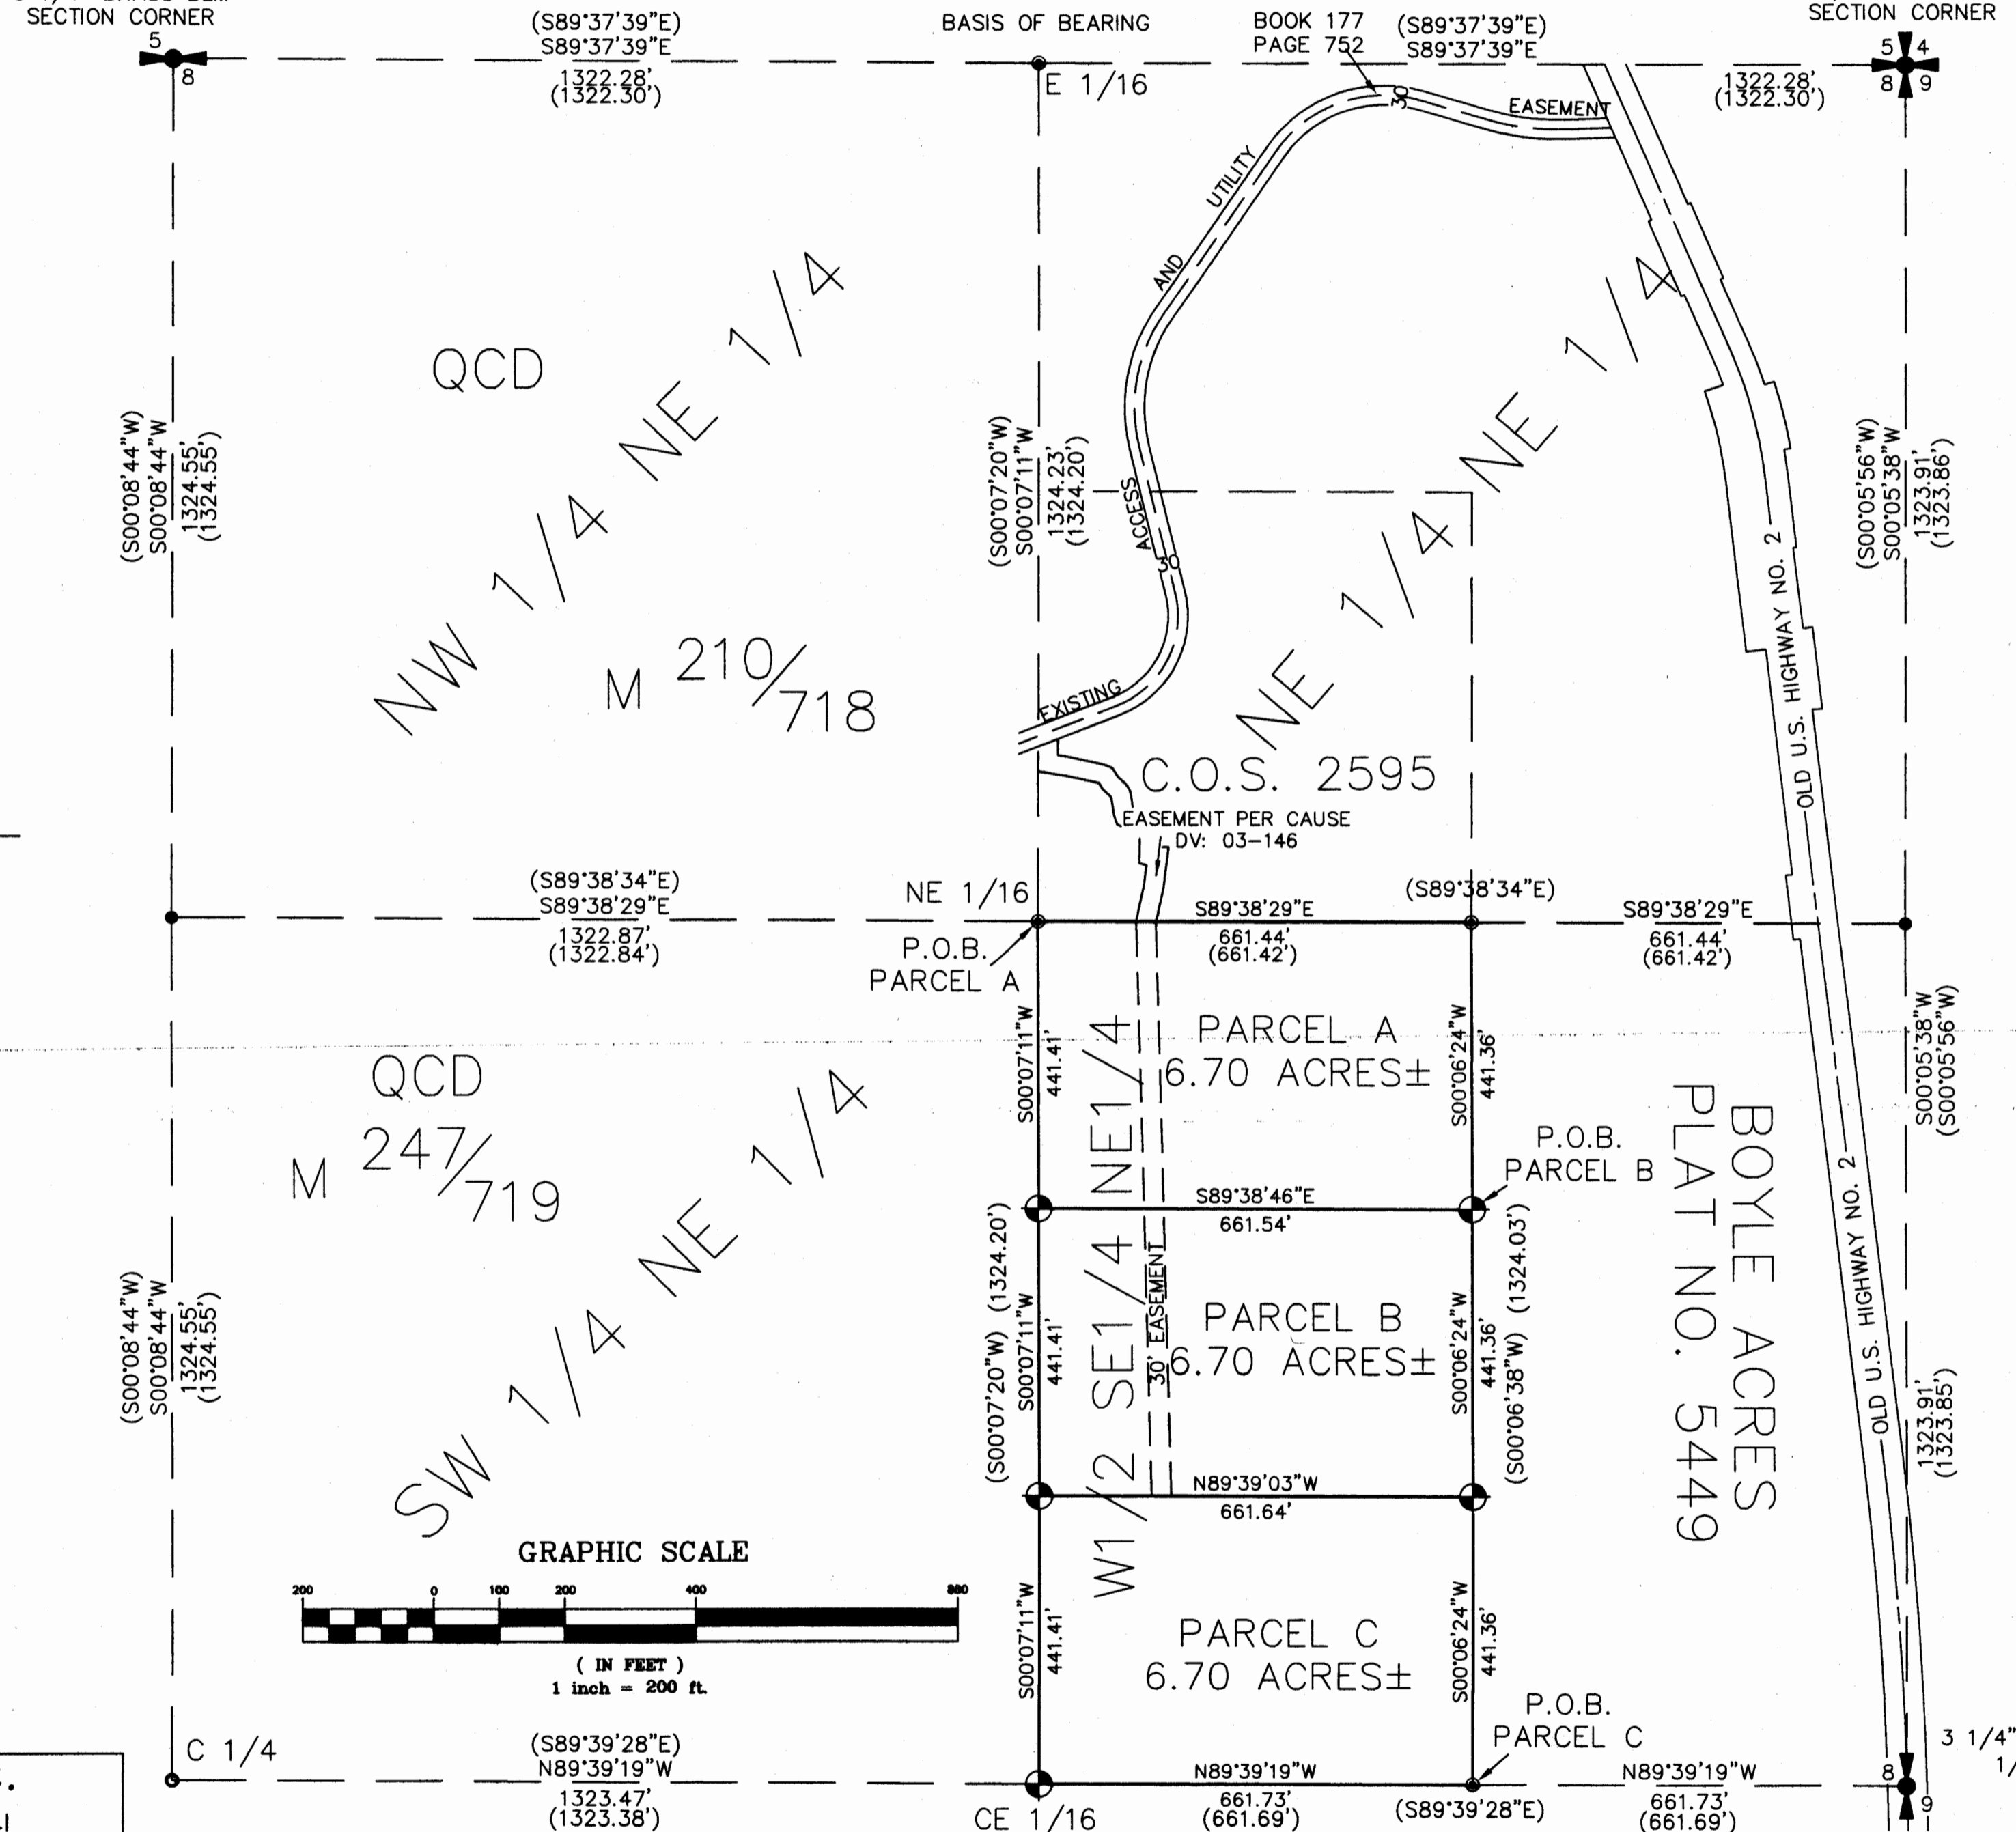 SECTION CORNER
5
8
(S89°37'39"E)
S89°37'39"E
1322.28'
(1322.30')
BASIS OF BEARING
E 1/16
BOOK 177
PAGE 752
(S89°37'39"E)
S89°37'39"E
1322.28'
(1322.30')
SECTION CORNER
5 4
8 9
30
EASEMENT
UTILITY
AND
ACCESS
30
EXISTING
QCD
NW 1/4 NE 1/4
M 210/718
NE 1/4 NE 1/4
(S00°08'44"W)
S00°08'44"W
1324.55'
(1324.55')
(S00°07'20"W)
S00°07'11"W
1324.23'
(1324.20')
(S00°05'56"W)
S00°05'38"W
1323.91'
(1323.86')
OLD U.S. HIGHWAY NO. 2
C.O.S. 2595
EASEMENT PER CAUSE
DV: 03-146
(S89°38'34"E)
S89°38'29"E
1322.87'
(1322.84')
NE 1/16
P.O.B.
PARCEL A
S89°38'29"E
661.44'
(661.42')
(S89°38'34"E)
S89°38'29"E
661.44'
(661.42')
QCD
M 247/719
SW 1/4 NE 1/4
(S00°08'44"W)
S00°08'44"W
1324.55'
(1324.55')
S00°07'11"W
441.41'
PARCEL A
6.70 ACRES±
S00°06'24"W
441.36'
S00°05'38"W
(S00°05'56"W)
P.O.B.
PARCEL B
S89°38'46"E
661.54'
W1/2 SE1/4 NE1/4
30' EASEMENT
(S00°07'20"W) (1324.20')
S00°07'11"W
441.41'
PARCEL B
6.70 ACRES±
S00°06'24"W
441.36'
(S00°06'38"W) (1324.03')
BOYLE ACRES
PLAT NO. 5449
OLD U.S. HIGHWAY NO. 2
1323.91'
(1323.85')
N89°39'03"W
661.64'
S00°07'11"W
441.41'
PARCEL C
6.70 ACRES±
S00°06'24"W
441.36'
P.O.B.
PARCEL C
GRAPHIC SCALE
200 0 100 200 400 800
( IN FEET )
1 inch = 200 ft.
C 1/4
(S89°39'28"E)
N89°39'19"W
1323.47'
(1323.38')
CE 1/16
N89°39'19"W
661.73'
(661.69')
(S89°39'28"E)
N89°39'19"W
661.73'
(661.69')
8
9
3 1/4"